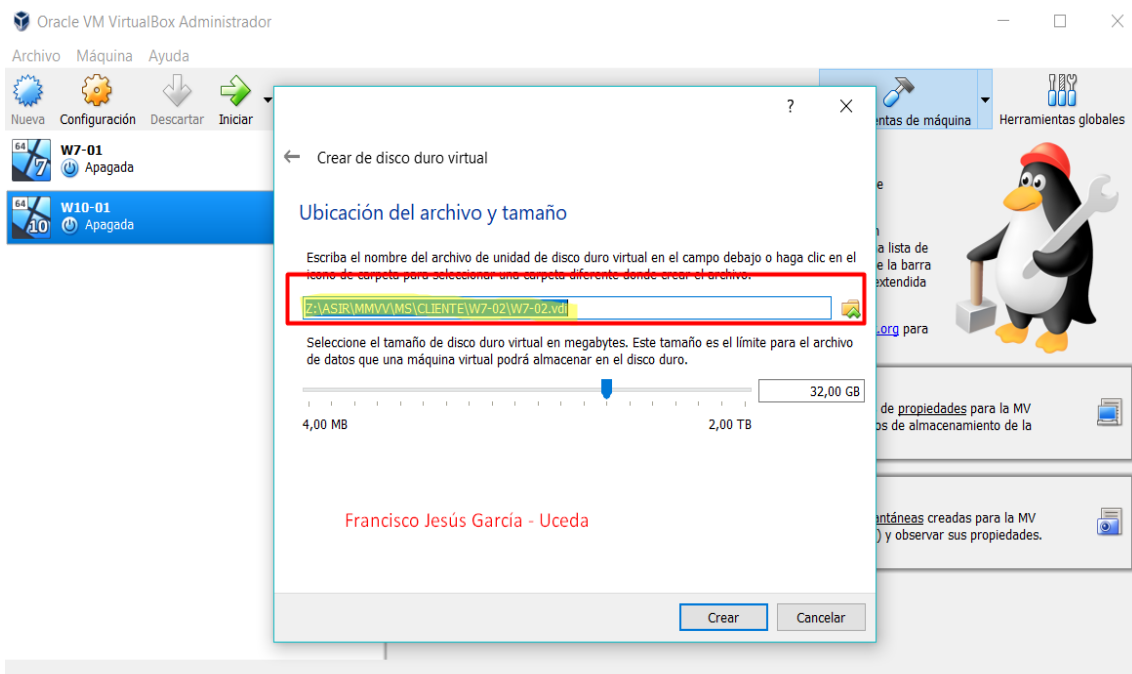 Oracle VM VirtualBox Administrador
Archivo Máquina Ayuda
Nueva Configuración Descartar Iniciar
entas de máquina Herramientas globales
64 7 W7-01
Apagada
64 10 W10-01
Apagada
?
Crear de disco duro virtual
Ubicación del archivo y tamaño
Escriba el nombre del archivo de unidad de disco duro virtual en el campo debajo o haga clic en el
icono de carpeta para seleccionar una carpeta diferente donde crear el archivo.
Z:\ASIR\MMVV\MS\CLIENTE\W7-02\W7-02.vdi
Seleccione el tamaño de disco duro virtual en megabytes. Este tamaño es el límite para el archivo
de datos que una máquina virtual podrá almacenar en el disco duro.
32,00 GB
4,00 MB 2,00 TB
Francisco Jesús García - Uceda
Crear Cancelar
e
n
a lista de
e la barra
extendida
.org para
de propiedades para la MV
os de almacenamiento de la
antáneas creadas para la MV
) y observar sus propiedades.